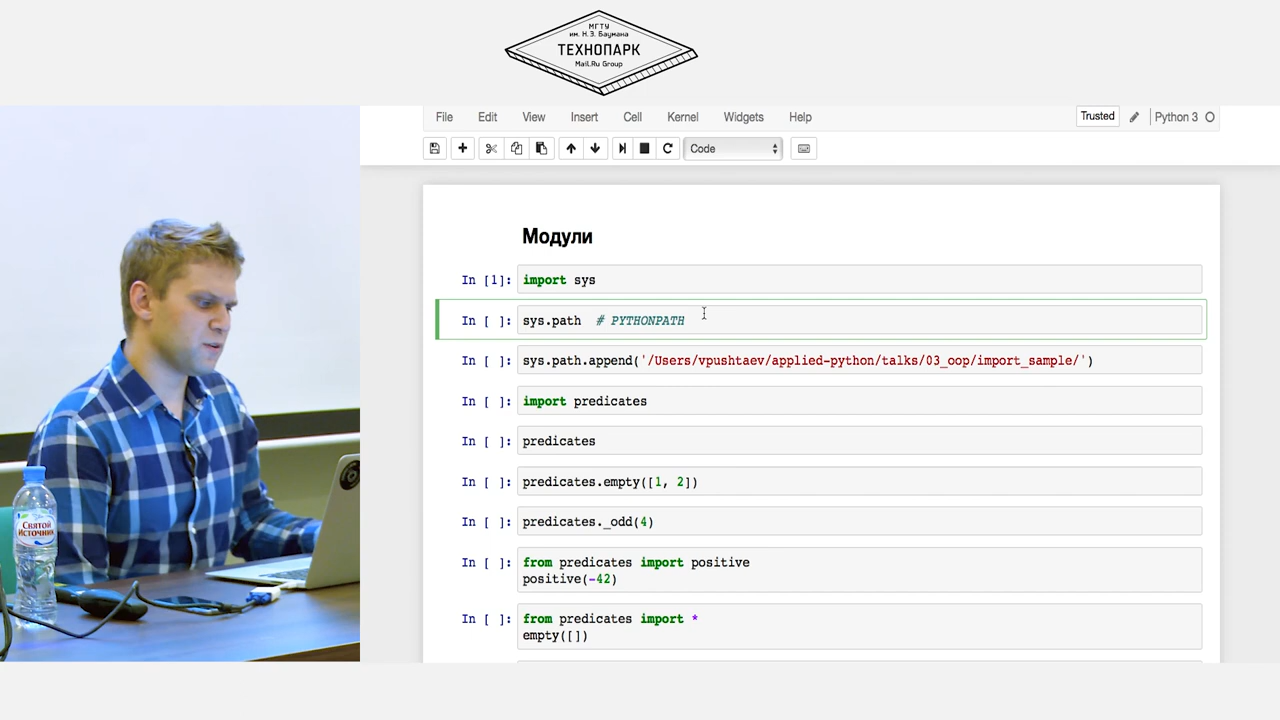 МГТУ
им. Н.Э. Баумана
ТЕХНОПАРК
Mail.Ru Group
File Edit View Insert Cell Kernel Widgets Help
Trusted
Python 3
Code
Модули
In [1]: import sys
In [ ]: sys.path # PYTHONPATH
In [ ]: sys.path.append('/Users/vpushtaev/applied-python/talks/03_oop/import_sample/')
In [ ]: import predicates
In [ ]: predicates
In [ ]: predicates.empty([1, 2])
In [ ]: predicates._odd(4)
In [ ]: from predicates import positive
positive(-42)
In [ ]: from predicates import *
empty([])
СВЯТОЙ
ИСТОЧНИК